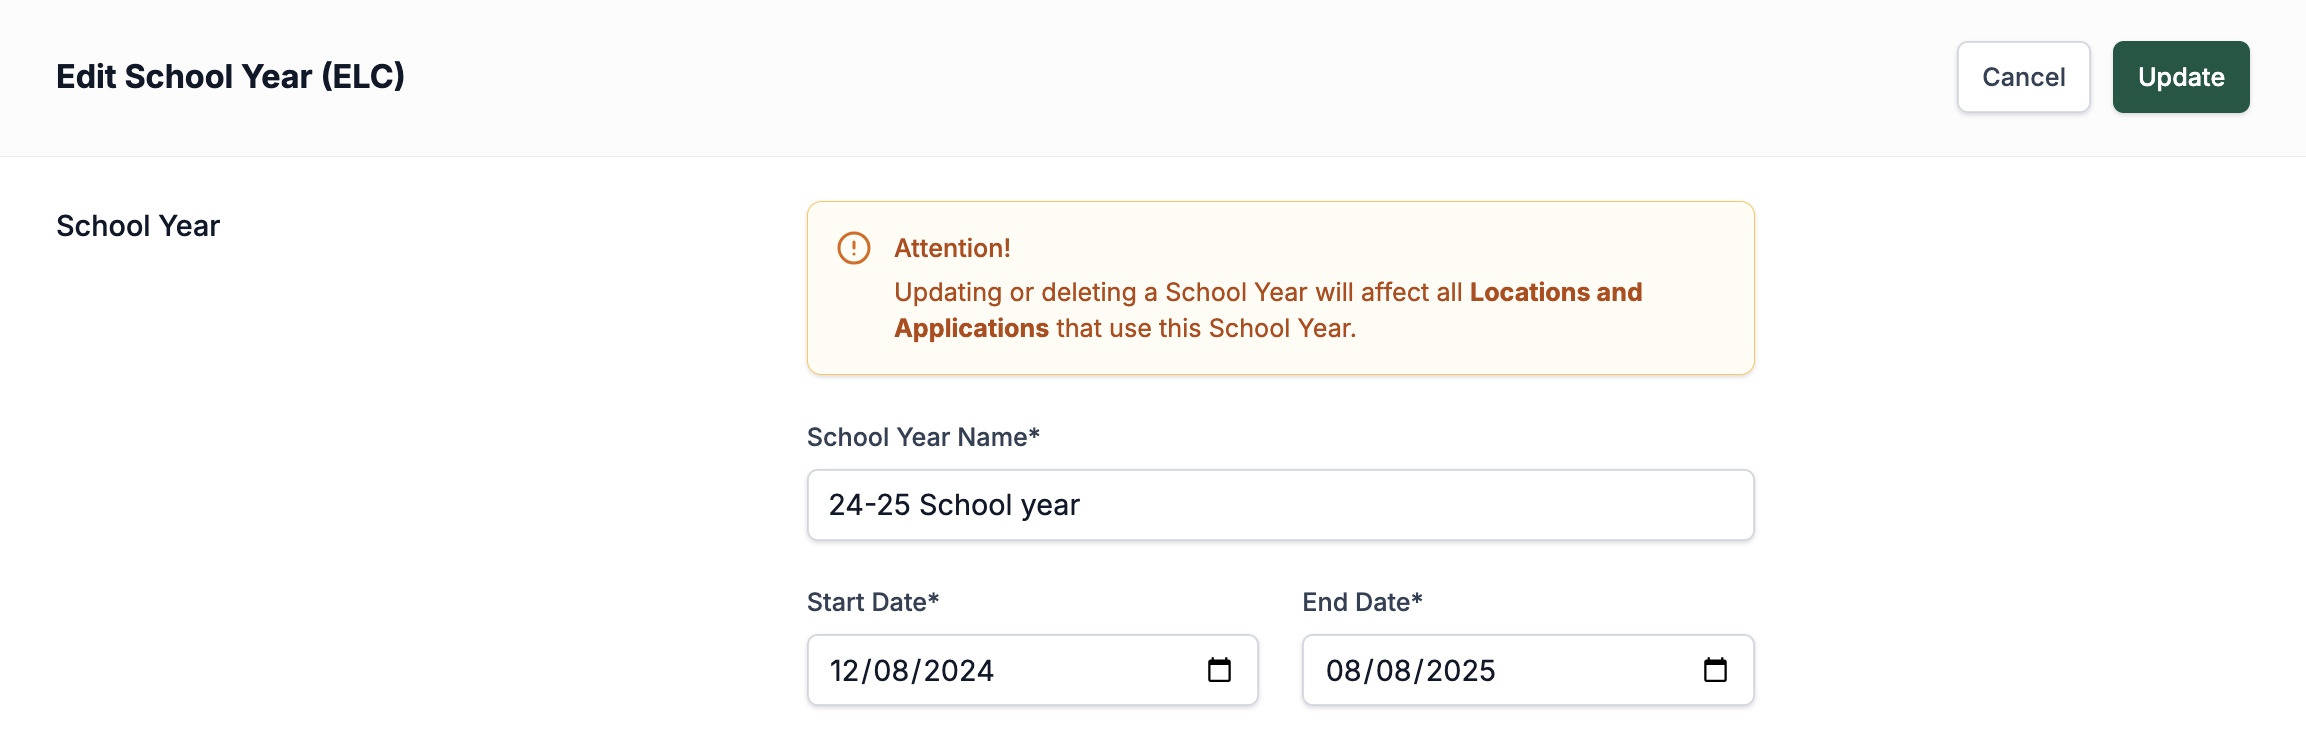 Edit School Year (ELC)
Cancel
Update
School Year
Attention!
Updating or deleting a School Year will affect all Locations and
Applications that use this School Year.
School Year Name*
24-25 School year
Start Date*
End Date*
12/08/2024
08/08/2025